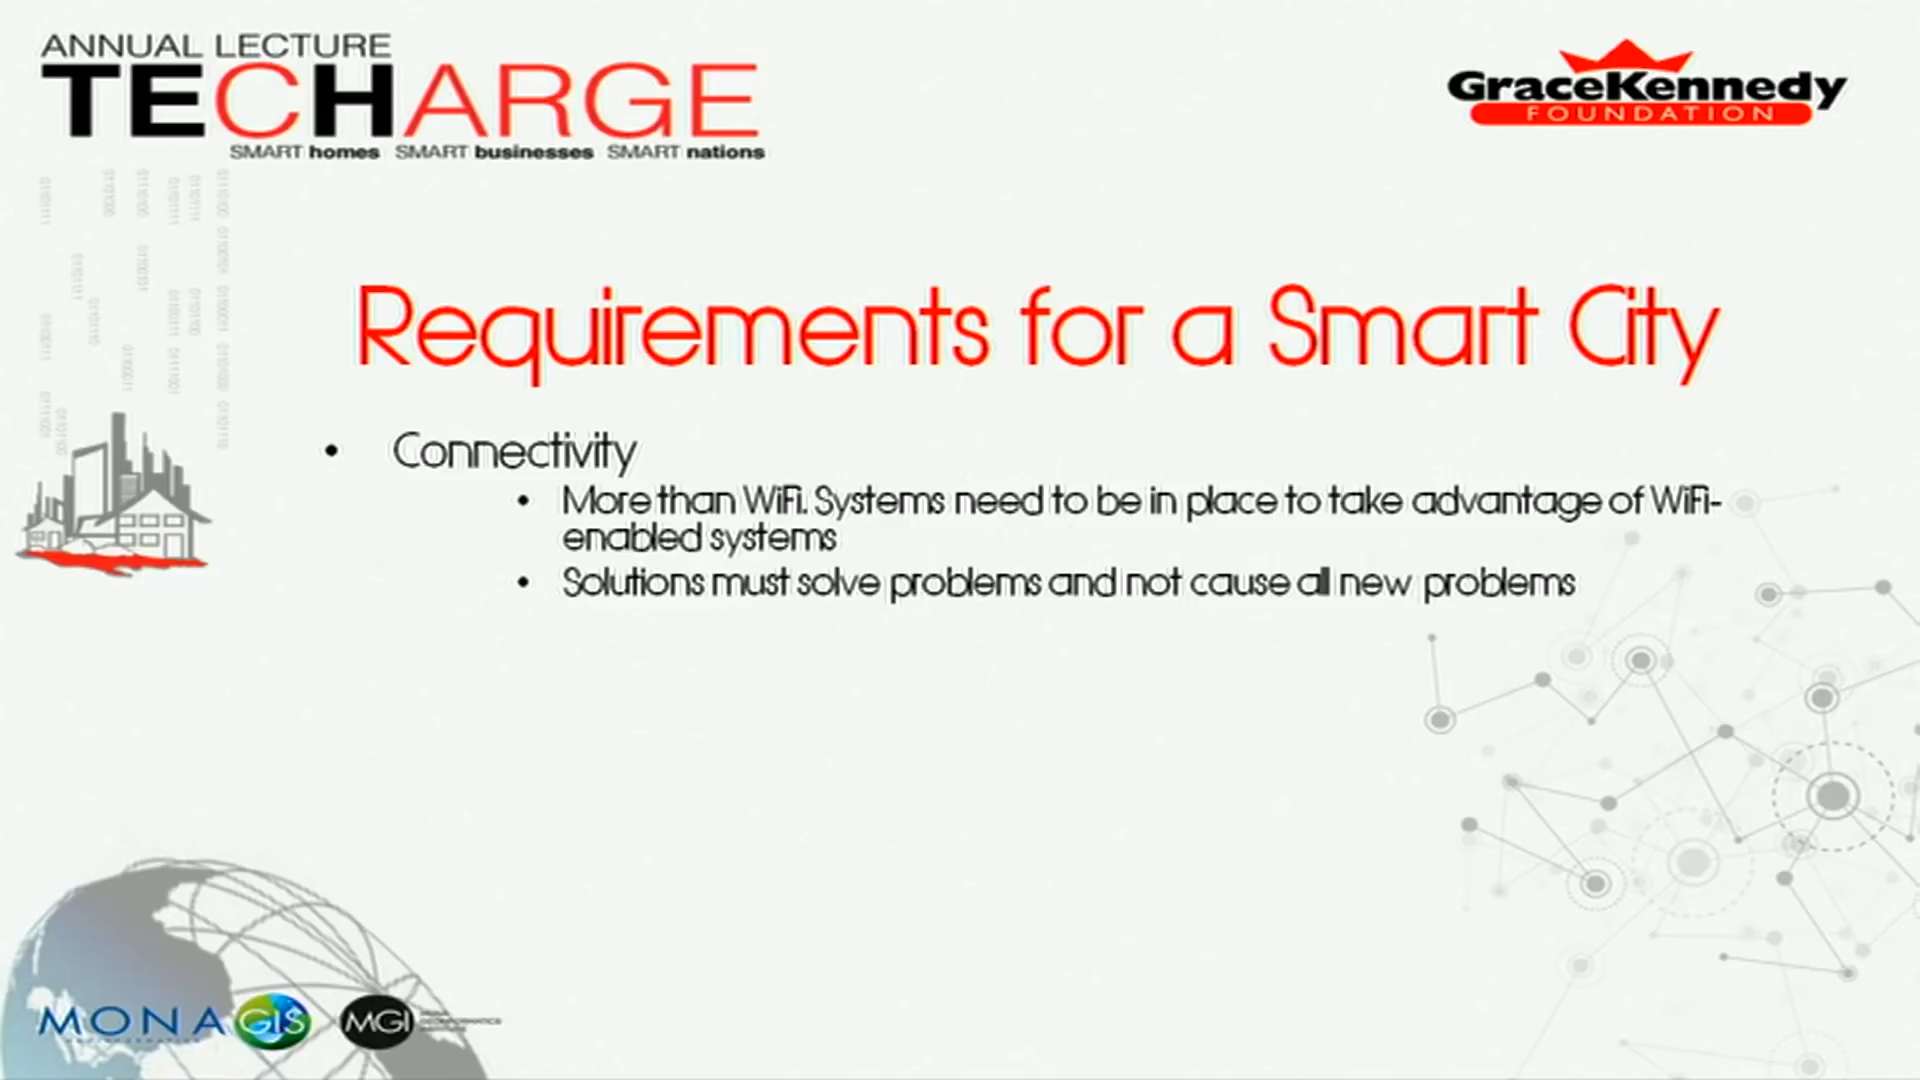 ANNUAL LECTURE
TECHARGE
SMART homes SMART businesses SMART nations
GraceKennedy
FOUNDATION
Requirements for a Smart City
• Connectivity
• More than WiFi. Systems need to be in place to take advantage of WiFi-
enabled systems
• Solutions must solve problems and not cause all new problems
MONA GIS
MGI